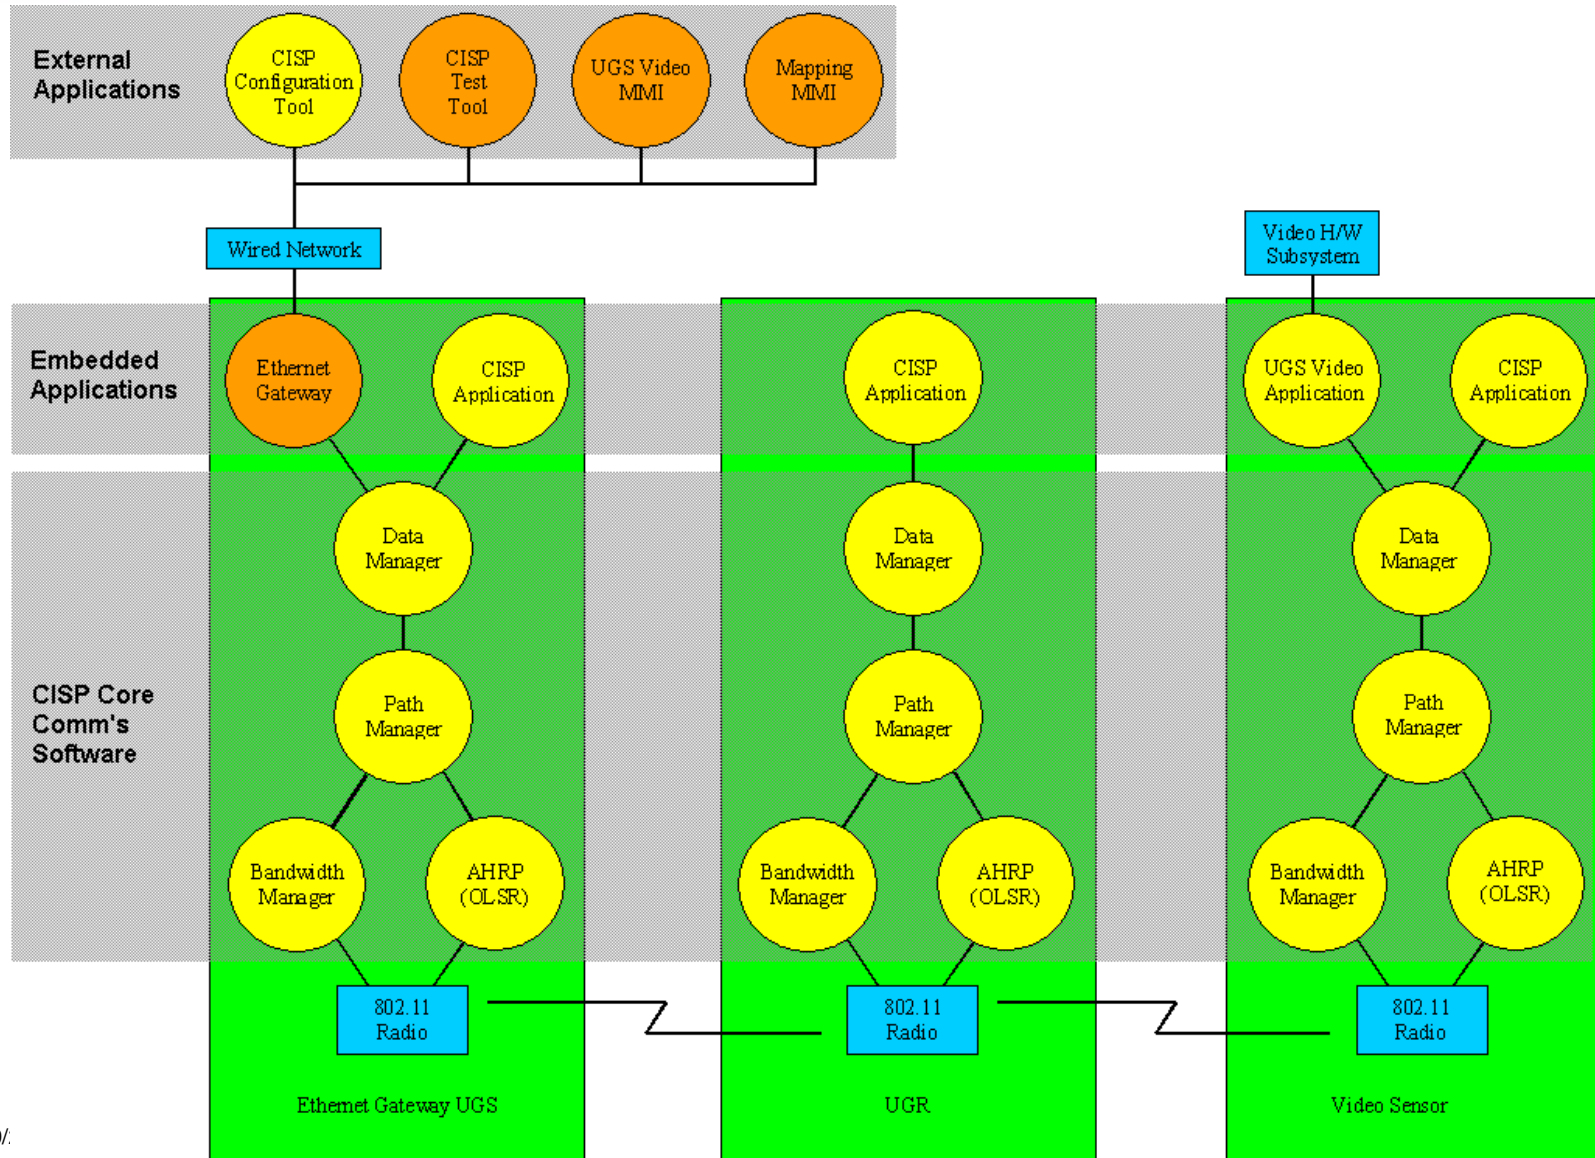 External
Applications
CISP
Configuration
Tool
CISP
Test
Tool
UGS Video
MMI
Mapping
MMI
Wired Network
Video H/W
Subsystem
Embedded
Applications
Ethernet
Gateway
CISP
Application
CISP
Application
UGS Video
Application
CISP
Application
CISP Core
Comm's
Software
Data
Manager
Data
Manager
Data
Manager
Path
Manager
Path
Manager
Path
Manager
Bandwidth
Manager
AHRP
(OLSR)
Bandwidth
Manager
AHRP
(OLSR)
Bandwidth
Manager
AHRP
(OLSR)
802.11
Radio
802.11
Radio
802.11
Radio
Ethernet Gateway UGS
UGR
Video Sensor